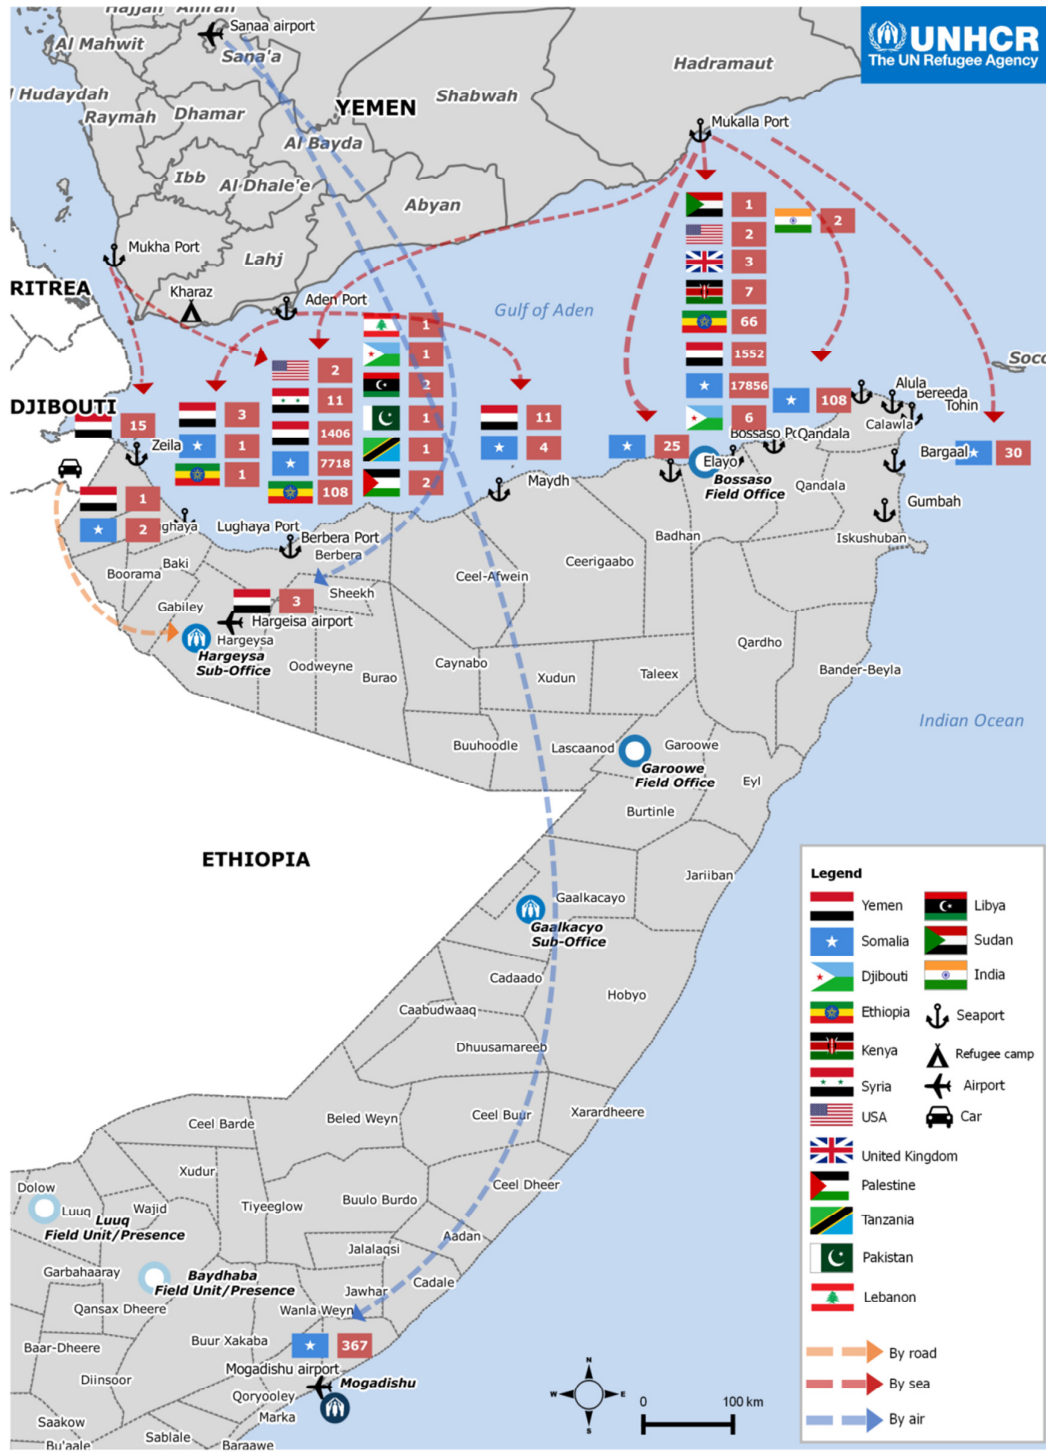 Hajjah
Amran
Sanaa airport
UNHCR
The UN Refugee Agency
Al Mahwit
Sana'a
Hadramaut
l Hudaydah
Shabwah
YEMEN
Raymah
Dhamar
Mukalla Port
Al Bayda
Ibb
Al Dhale'e
Abyan
1
2
2
Mukha Port
Lahj
3
RITREA
Kharaz
7
Aden Port
Gulf of Aden
66
1
1
1552
Soco
2
2
17856
Alula
Bereeda
DJIBOUTI
15
3
11
1
11
6
108
Tohin
Calawla
Zeila
1
1406
1
4
25
Bossaso Po
Qandala
Bargaal
30
1
7718
2
Elayo
Bossaso
Field Office
Maydh
Qandala
1
108
Gumbah
2
ghaya
Lughaya Port
Berbera Port
Berbera
Badhan
Iskushuban
Baki
Boorama
Ceel-Afwein
Ceerigaabo
Sheekh
3
Gabiley
Hargeisa airport
Hargeysa
Hargeysa
Sub-Office
Qardho
Oodweyne
Burao
Caynabo
Xudun
Taleex
Bander-Beyla
Indian Ocean
Buuhoodle
Lascaanod
Garoowe
Garoowe
Field Office
Eyl
Burtinle
ETHIOPIA
Jariiban
Gaalkacayo
Gaalkacyo
Sub-Office
Cadaado
Hobyo
Caabudwaaq
Dhuusamareeb
Ceel Barde
Beled Weyn
Ceel Buur
Xarardheere
Xudur
Dolow
Luuq
Wajid
Tiyeeglow
Buulo Burdo
Ceel Dheer
Luuq
Field Unit/Presence
Aadan
Jalalaqsi
Garbahaaray
Baydhaba
Field Unit/Presence
Cadale
Jawhar
Qansax Dheere
Wanla Weyn
Baar-Dheere
Buur Xakaba
367
Mogadishu airport
Mogadishu
Diinsoor
Qoryooley
Marka
Saakow
Sablale
Bu'aale
Baraawe
N
W
E
S
0
100 km
Legend
Yemen
Libya
Somalia
Sudan
Djibouti
India
Ethiopia
Seaport
Kenya
Refugee camp
Syria
Airport
USA
Car
United Kingdom
Palestine
Tanzania
Pakistan
Lebanon
By road
By sea
By air